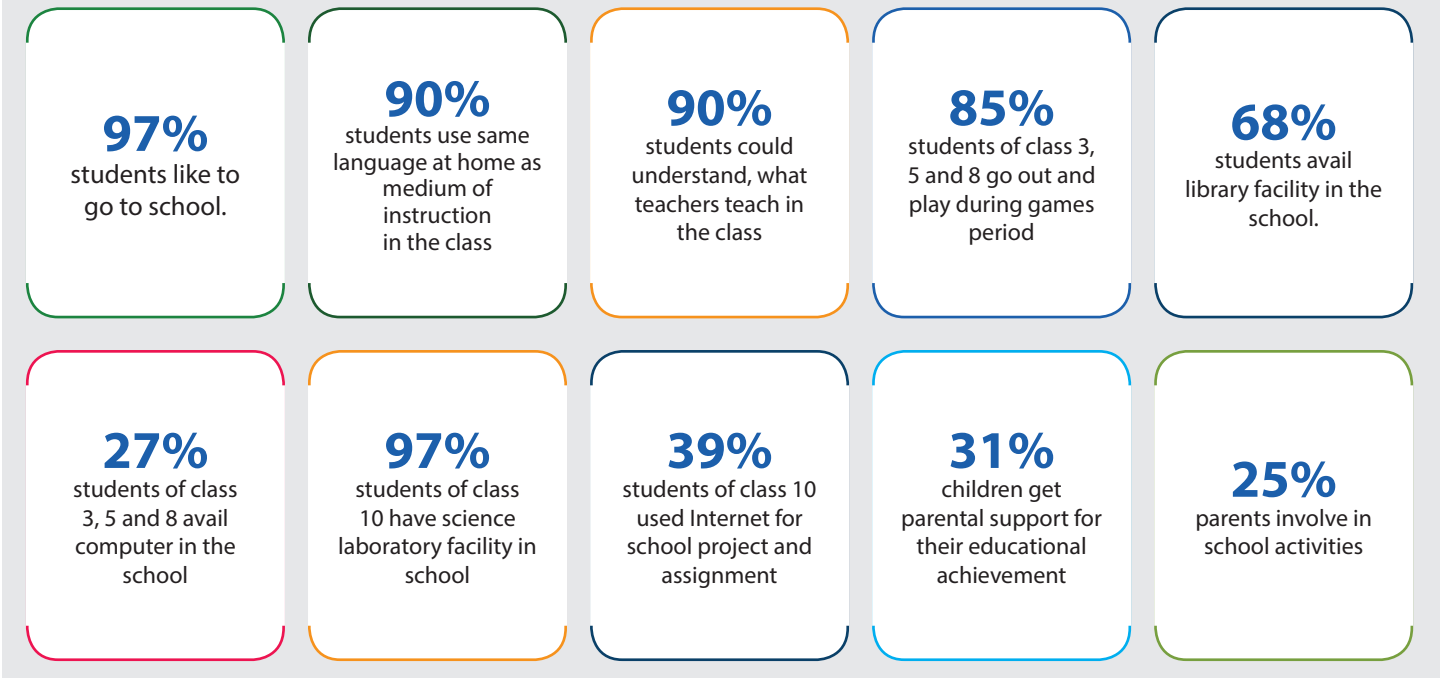 97%
students like to
go to school.
90%
students use same
language at home as
medium of
instruction
in the class
90%
students could
understand, what
teachers teach in
the class
85%
students of class 3,
5 and 8 go out and
play during games
period
68%
students avail
library facility in the
school.
27%
students of class
3, 5 and 8 avail
computer in the
school
97%
students of class
10 have science
laboratory facility in
school
39%
students of class 10
used Internet for
school project and
assignment
31%
children get
parental support for
their educational
achievement
25%
parents involve in
school activities